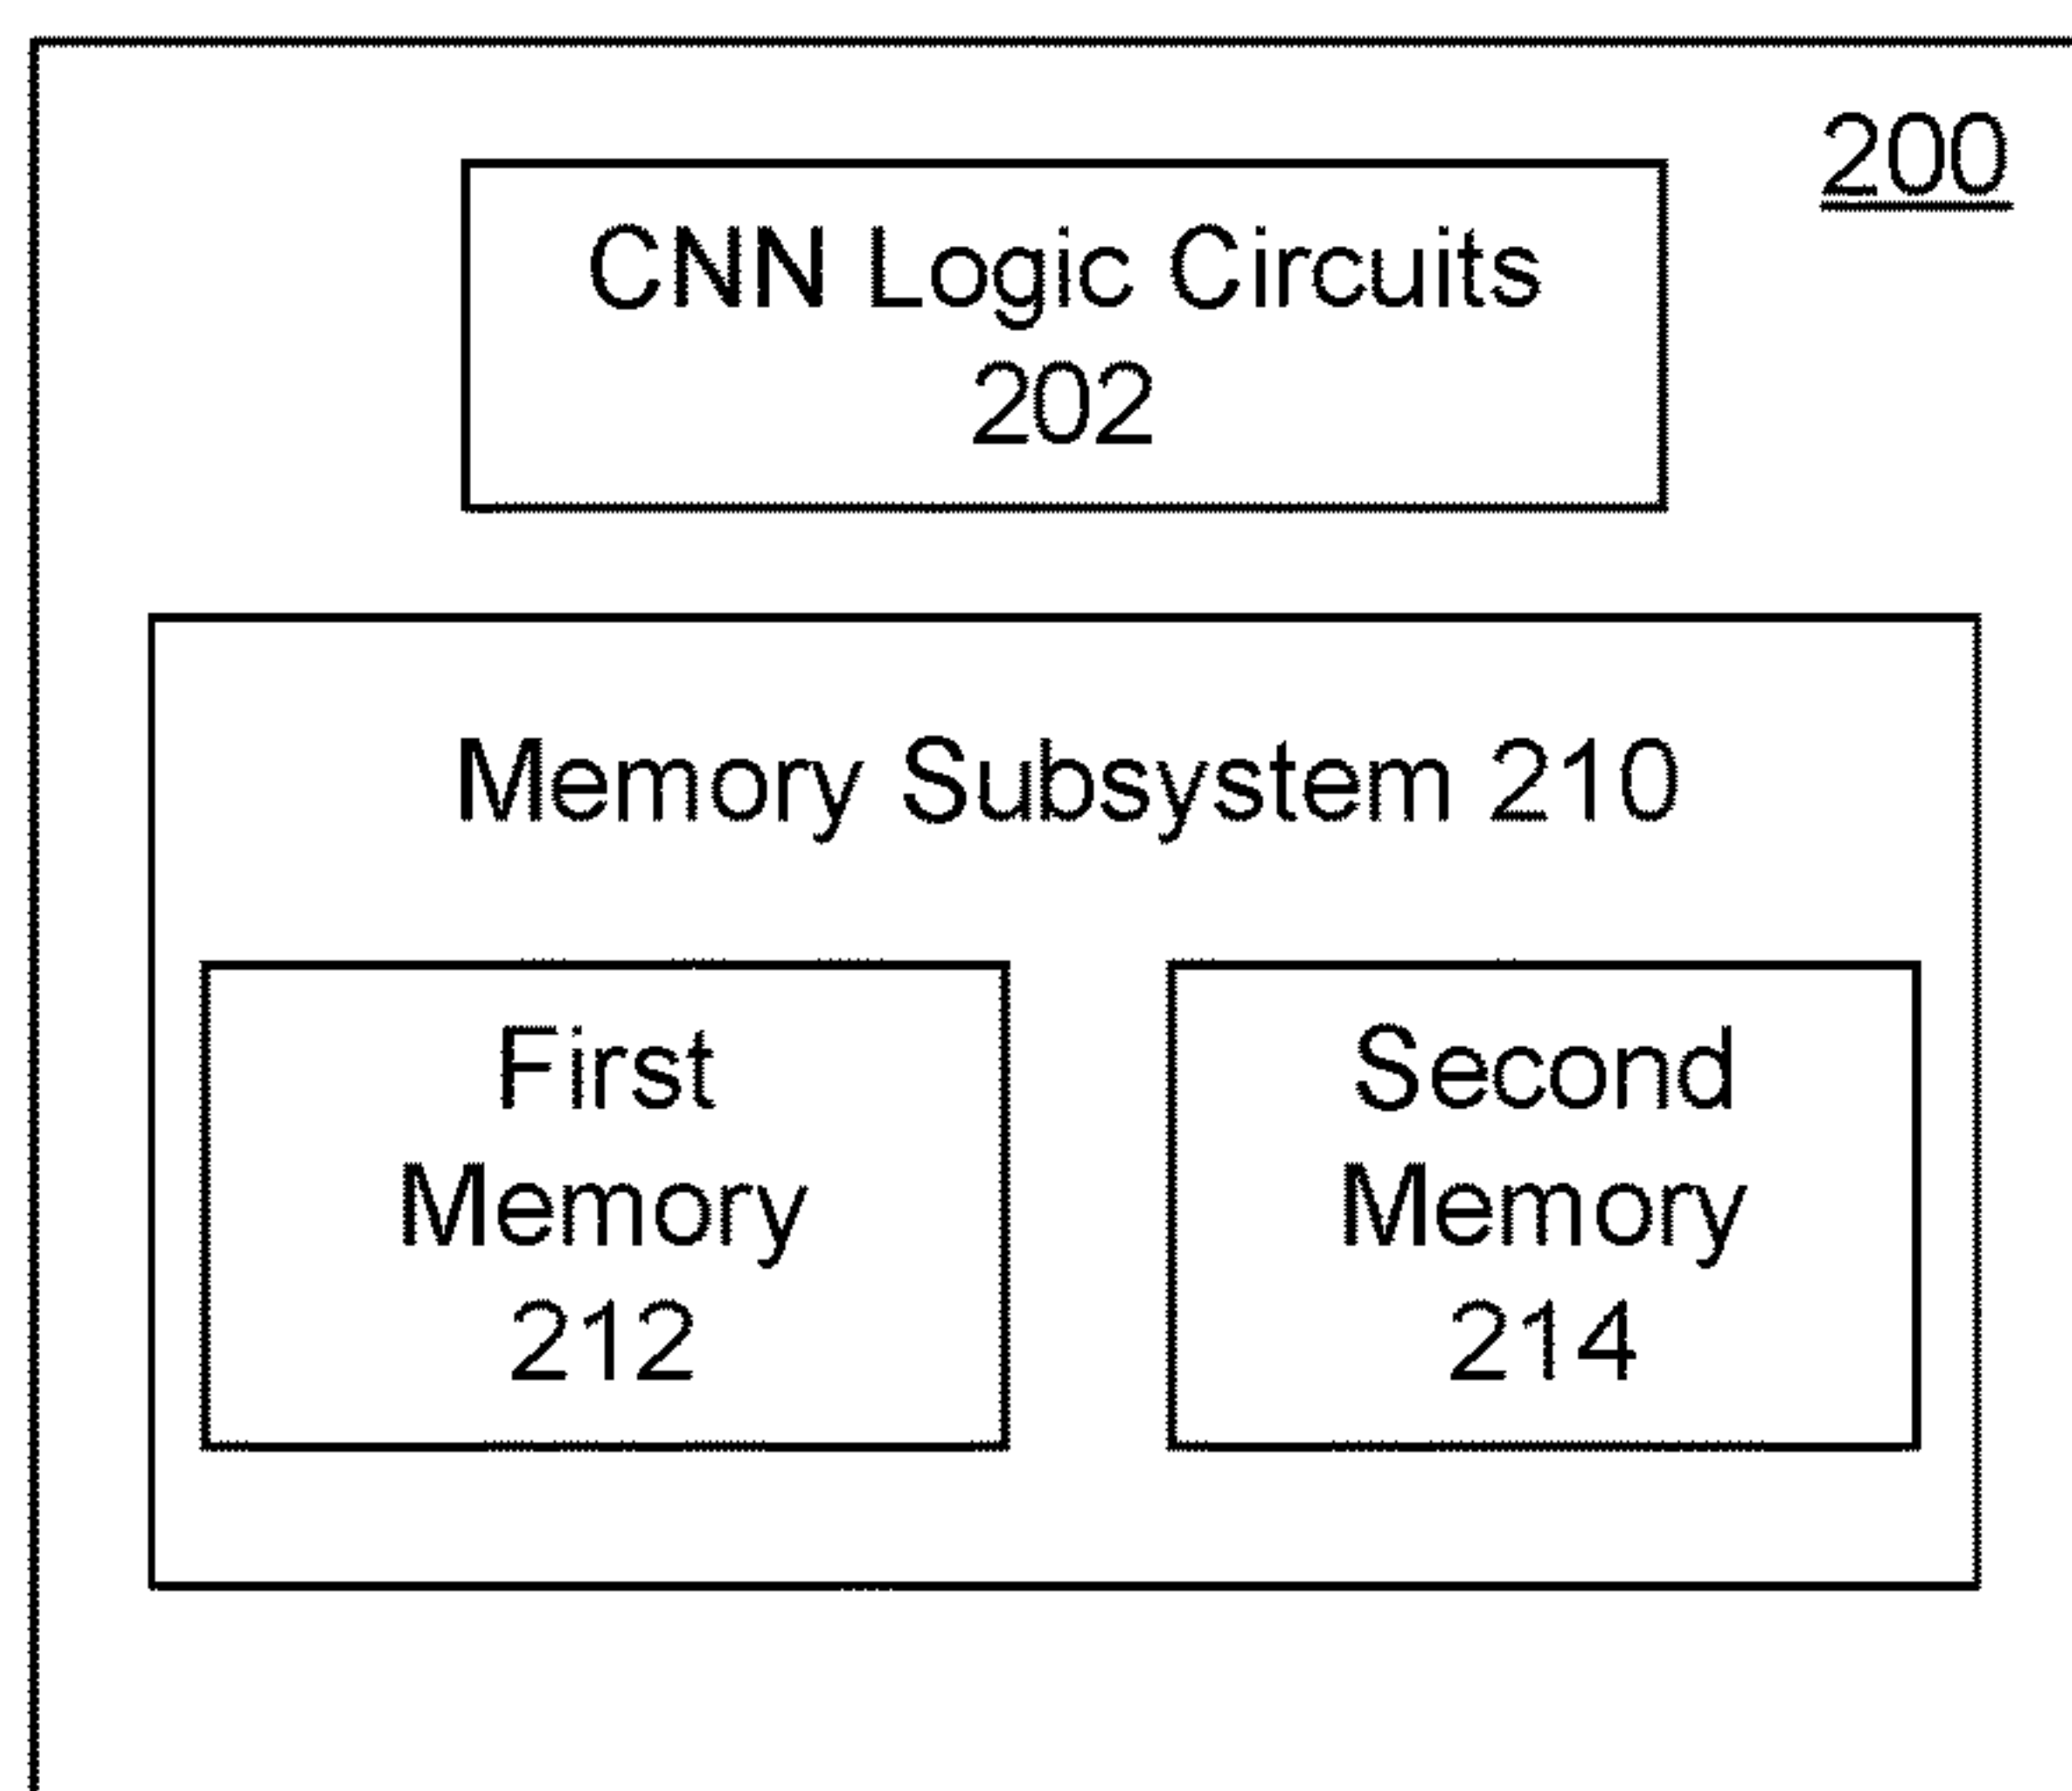 200
CNN Logic Circuits
202
Memory Subsystem 210
First
Memory
212
Second
Memory
214